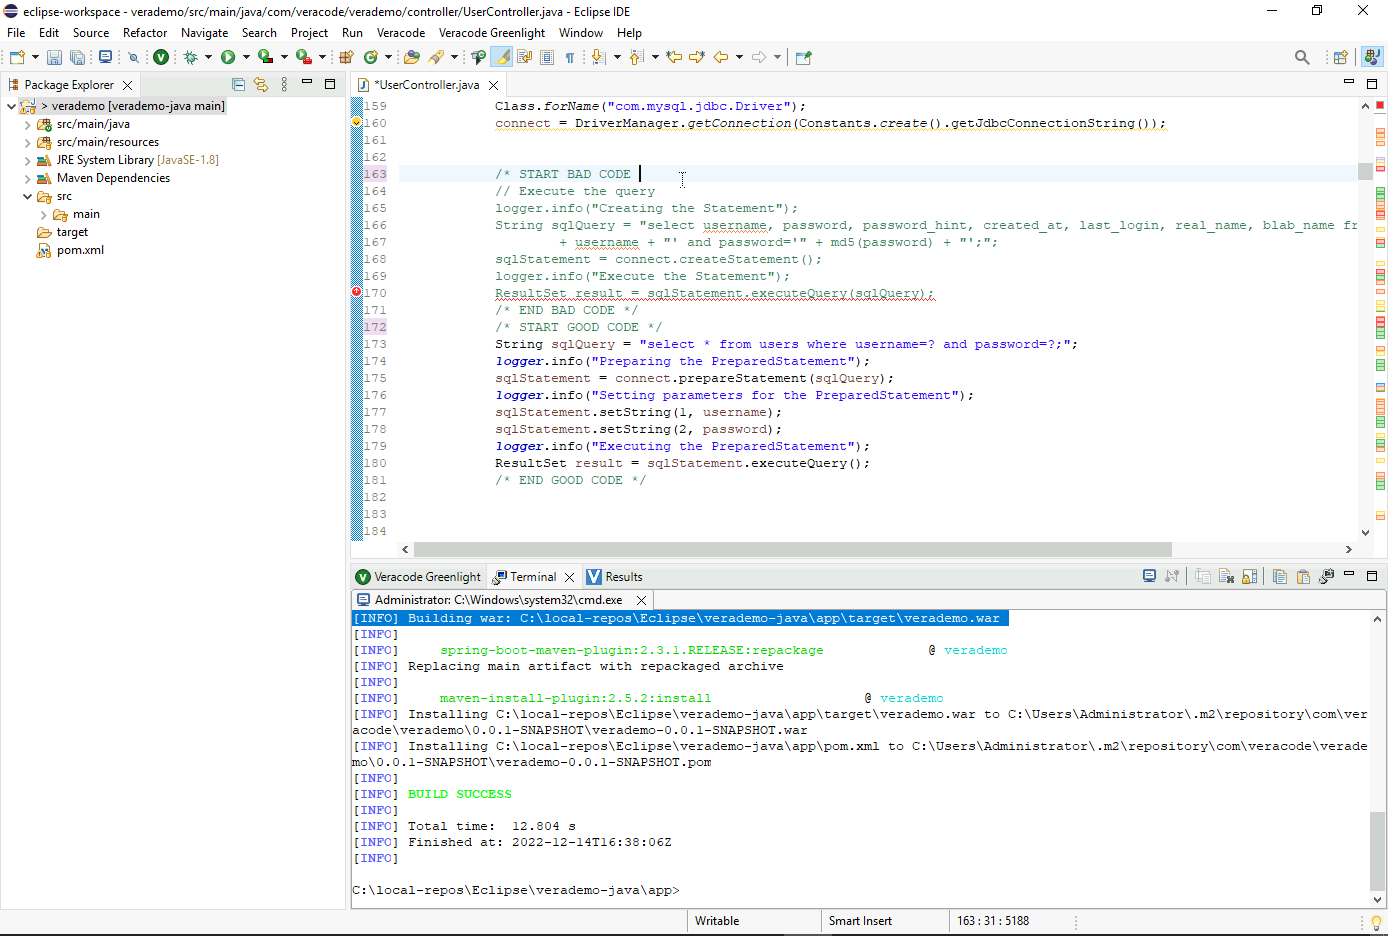 eclipse-workspace - verademo/src/main/java/com/veracode/verademo/controller/UserController.java - Eclipse IDE
File Edit Source Refactor Navigate Search Project Run Veracode Veracode Greenlight Window Help
Package Explorer
> verademo [verademo-java main]
src/main/java
src/main/resources
JRE System Library [JavaSE-1.8]
Maven Dependencies
src
main
target
pom.xml
*UserController.java
159 Class.forName("com.mysql.jdbc.Driver");
160 connect = DriverManager.getConnection(Constants.create().getJdbcConnectionString());
161
162
163 /* START BAD CODE
164 // Execute the query
165 logger.info("Creating the Statement");
166 String sqlQuery = "select username, password, password_hint, created_at, last_login, real_name, blab_name fr
167 + username + "' and password='" + md5(password) + "';";
168 sqlStatement = connect.createStatement();
169 logger.info("Execute the Statement");
170 ResultSet result = sqlStatement.executeQuery(sqlQuery);
171 /* END BAD CODE */
172 /* START GOOD CODE */
173 String sqlQuery = "select * from users where username=? and password=?;";
174 logger.info("Preparing the PreparedStatement");
175 sqlStatement = connect.prepareStatement(sqlQuery);
176 logger.info("Setting parameters for the PreparedStatement");
177 sqlStatement.setString(1, username);
178 sqlStatement.setString(2, password);
179 logger.info("Executing the PreparedStatement");
180 ResultSet result = sqlStatement.executeQuery();
181 /* END GOOD CODE */
182
183
184
Veracode Greenlight Terminal Results
Administrator: C:\Windows\system32\cmd.exe
[INFO] Building war: C:\local-repos\Eclipse\verademo-java\app\target\verademo.war
[INFO]
[INFO] spring-boot-maven-plugin:2.3.1.RELEASE:repackage @ verademo
[INFO] Replacing main artifact with repackaged archive
[INFO]
[INFO] maven-install-plugin:2.5.2:install @ verademo
[INFO] Installing C:\local-repos\Eclipse\verademo-java\app\target\verademo.war to C:\Users\Administrator\.m2\repository\com\ver
acode\verademo\0.0.1-SNAPSHOT\verademo-0.0.1-SNAPSHOT.war
[INFO] Installing C:\local-repos\Eclipse\verademo-java\app\pom.xml to C:\Users\Administrator\.m2\repository\com\veracode\verade
mo\0.0.1-SNAPSHOT\verademo-0.0.1-SNAPSHOT.pom
[INFO]
[INFO] BUILD SUCCESS
[INFO]
[INFO] Total time: 12.804 s
[INFO] Finished at: 2022-12-14T16:38:06Z
[INFO]
C:\local-repos\Eclipse\verademo-java\app>
Writable Smart Insert 163 : 31 : 5188